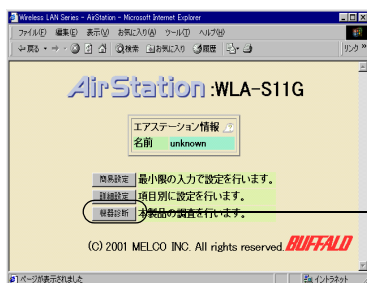 Wireless LAN Series - AirStation - Microsoft Internet Explorer
ファイル(F) 編集(E) 表示(V) お気に入り(A) ツール(T) ヘルプ(H)
戻る 検索 お気に入り 履歴 リンク »
AirStation :WLA-S11G
エアステーション情報
名前 unknown
簡易設定 最小限の入力で設定を行います。
詳細設定 項目別に設定を行います。
機器診断 本製品の調査を行います。
(C) 2001 MELCO INC. All rights reserved. BUFFALO
ページが表示されました イントラネット